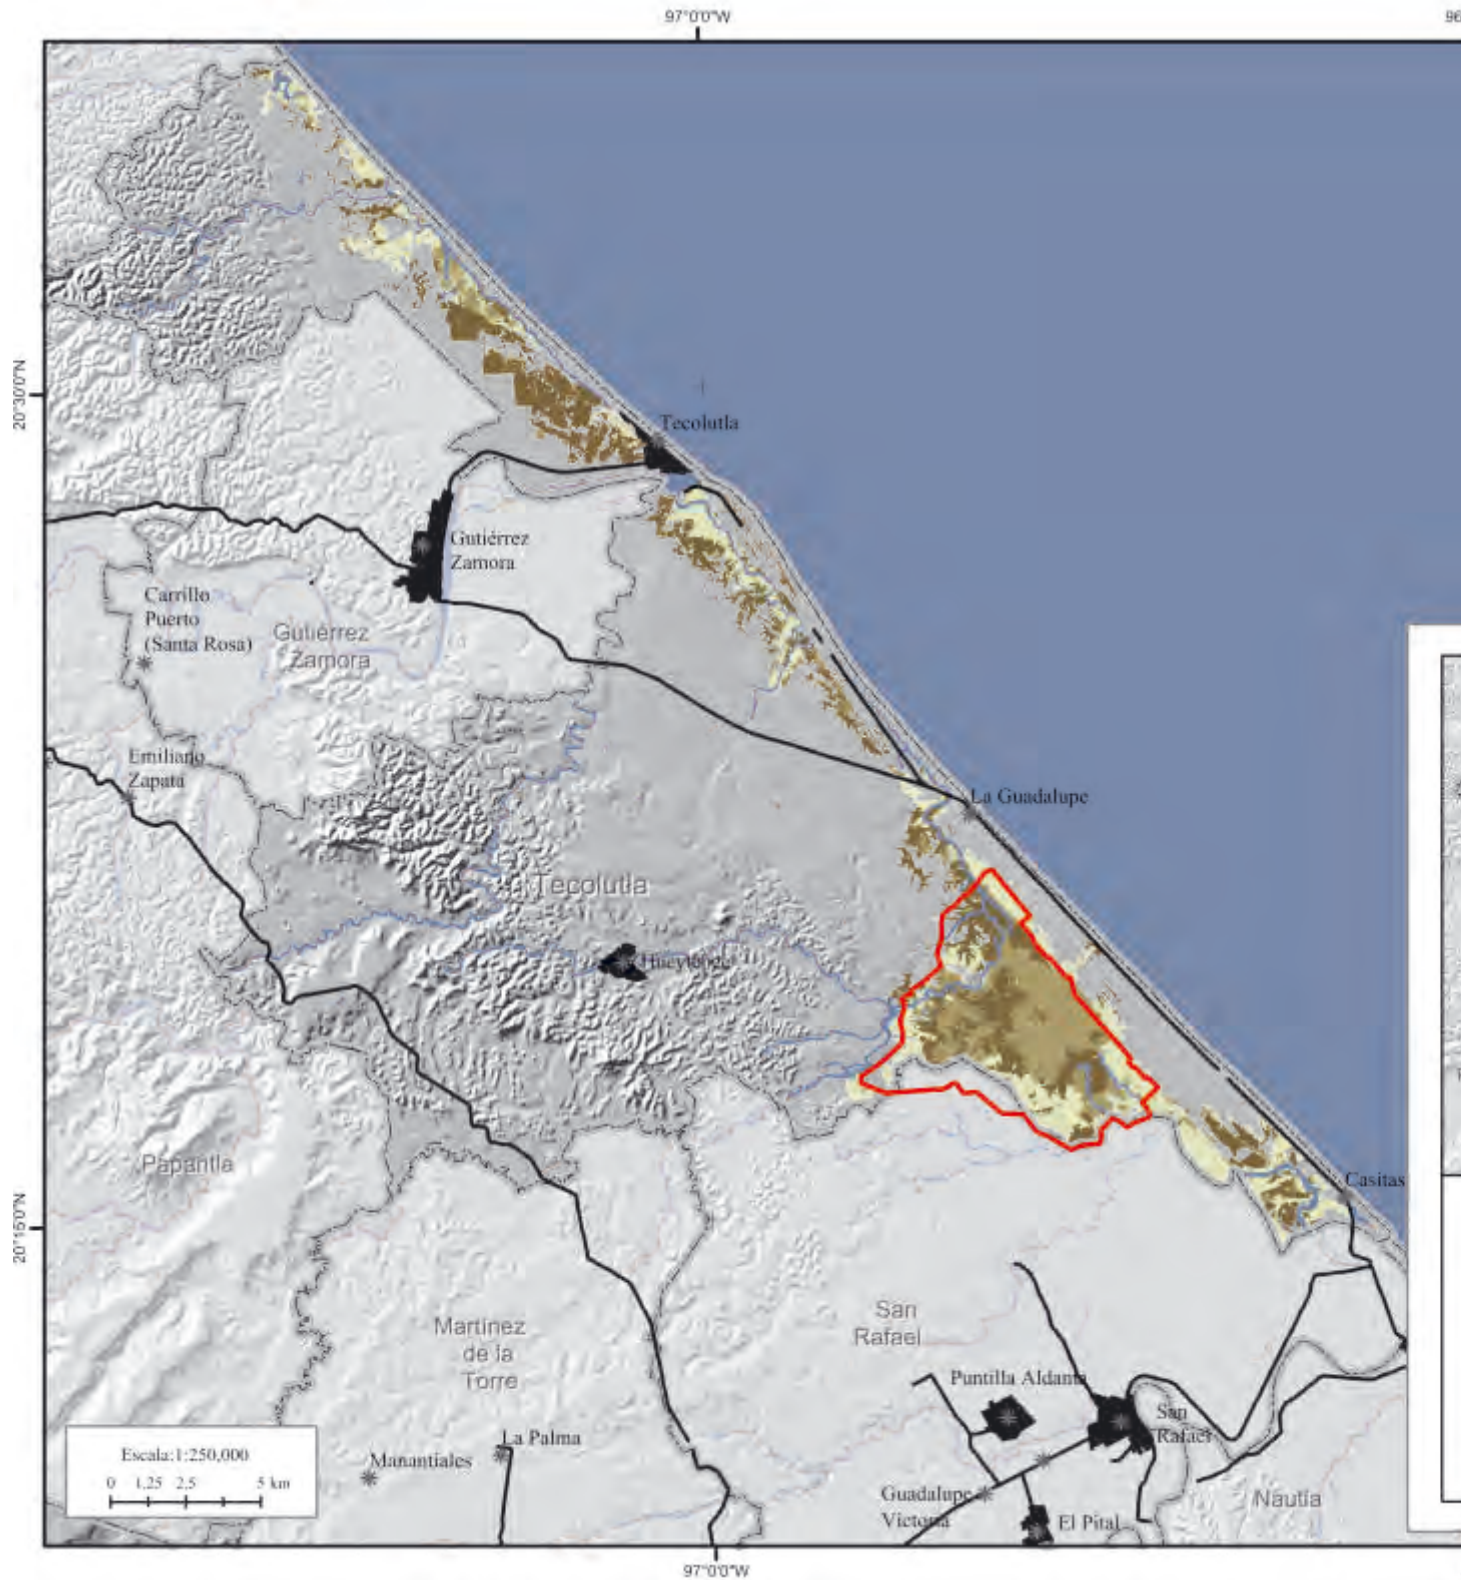 97°0'0"W
96
20°30'0"N
Tecolutla
Gutiérrez
Zamora
Carrillo
Puerto
(Santa Rosa)
Gutiérrez
Zamora
Emiliano
Zapata
La Guadalupe
Tecolutla
Papantla
Casitas
20°15'0"N
San
Rafael
Martínez
de la
Torre
Puntilla Aldama
San
Rafael
La Palma
Manantiales
Escala:1:250,000
0 1.25 2.5 5 km
Guadalupe
Victoria
El Pital
Nautla
97°0'0"W